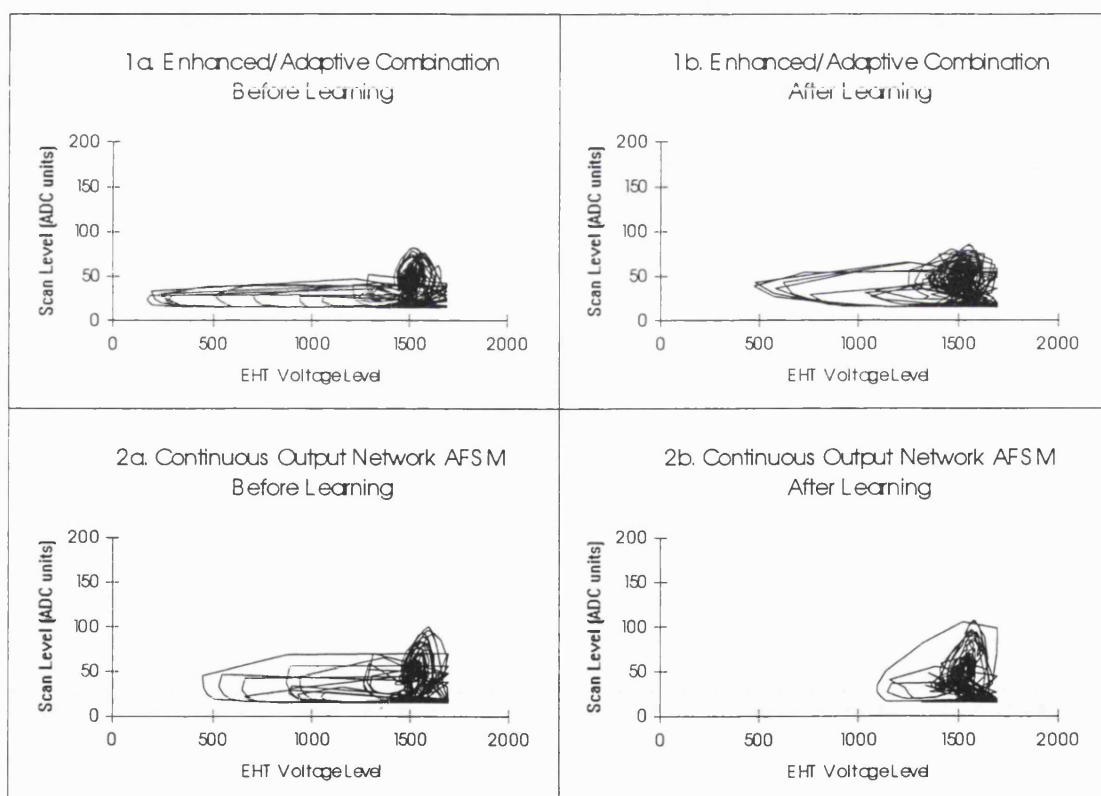 1a. Enhanced/Adaptive Combination
Before Learning
Scan Level (ADC units)
200
150
100
50
0
0 500 1000 1500 2000
EHT Voltage Level
1b. Enhanced/Adaptive Combination
After Learning
Scan Level (ADC units)
200
150
100
50
0
0 500 1000 1500 2000
EHT Voltage Level
2a. Continuous Output Network AFSM
Before Learning
Scan Level (ADC units)
200
150
100
50
0
0 500 1000 1500 2000
EHT Voltage Level
2b. Continuous Output Network AFSM
After Learning
Scan Level (ADC units)
200
150
100
50
0
0 500 1000 1500 2000
EHT Voltage Level